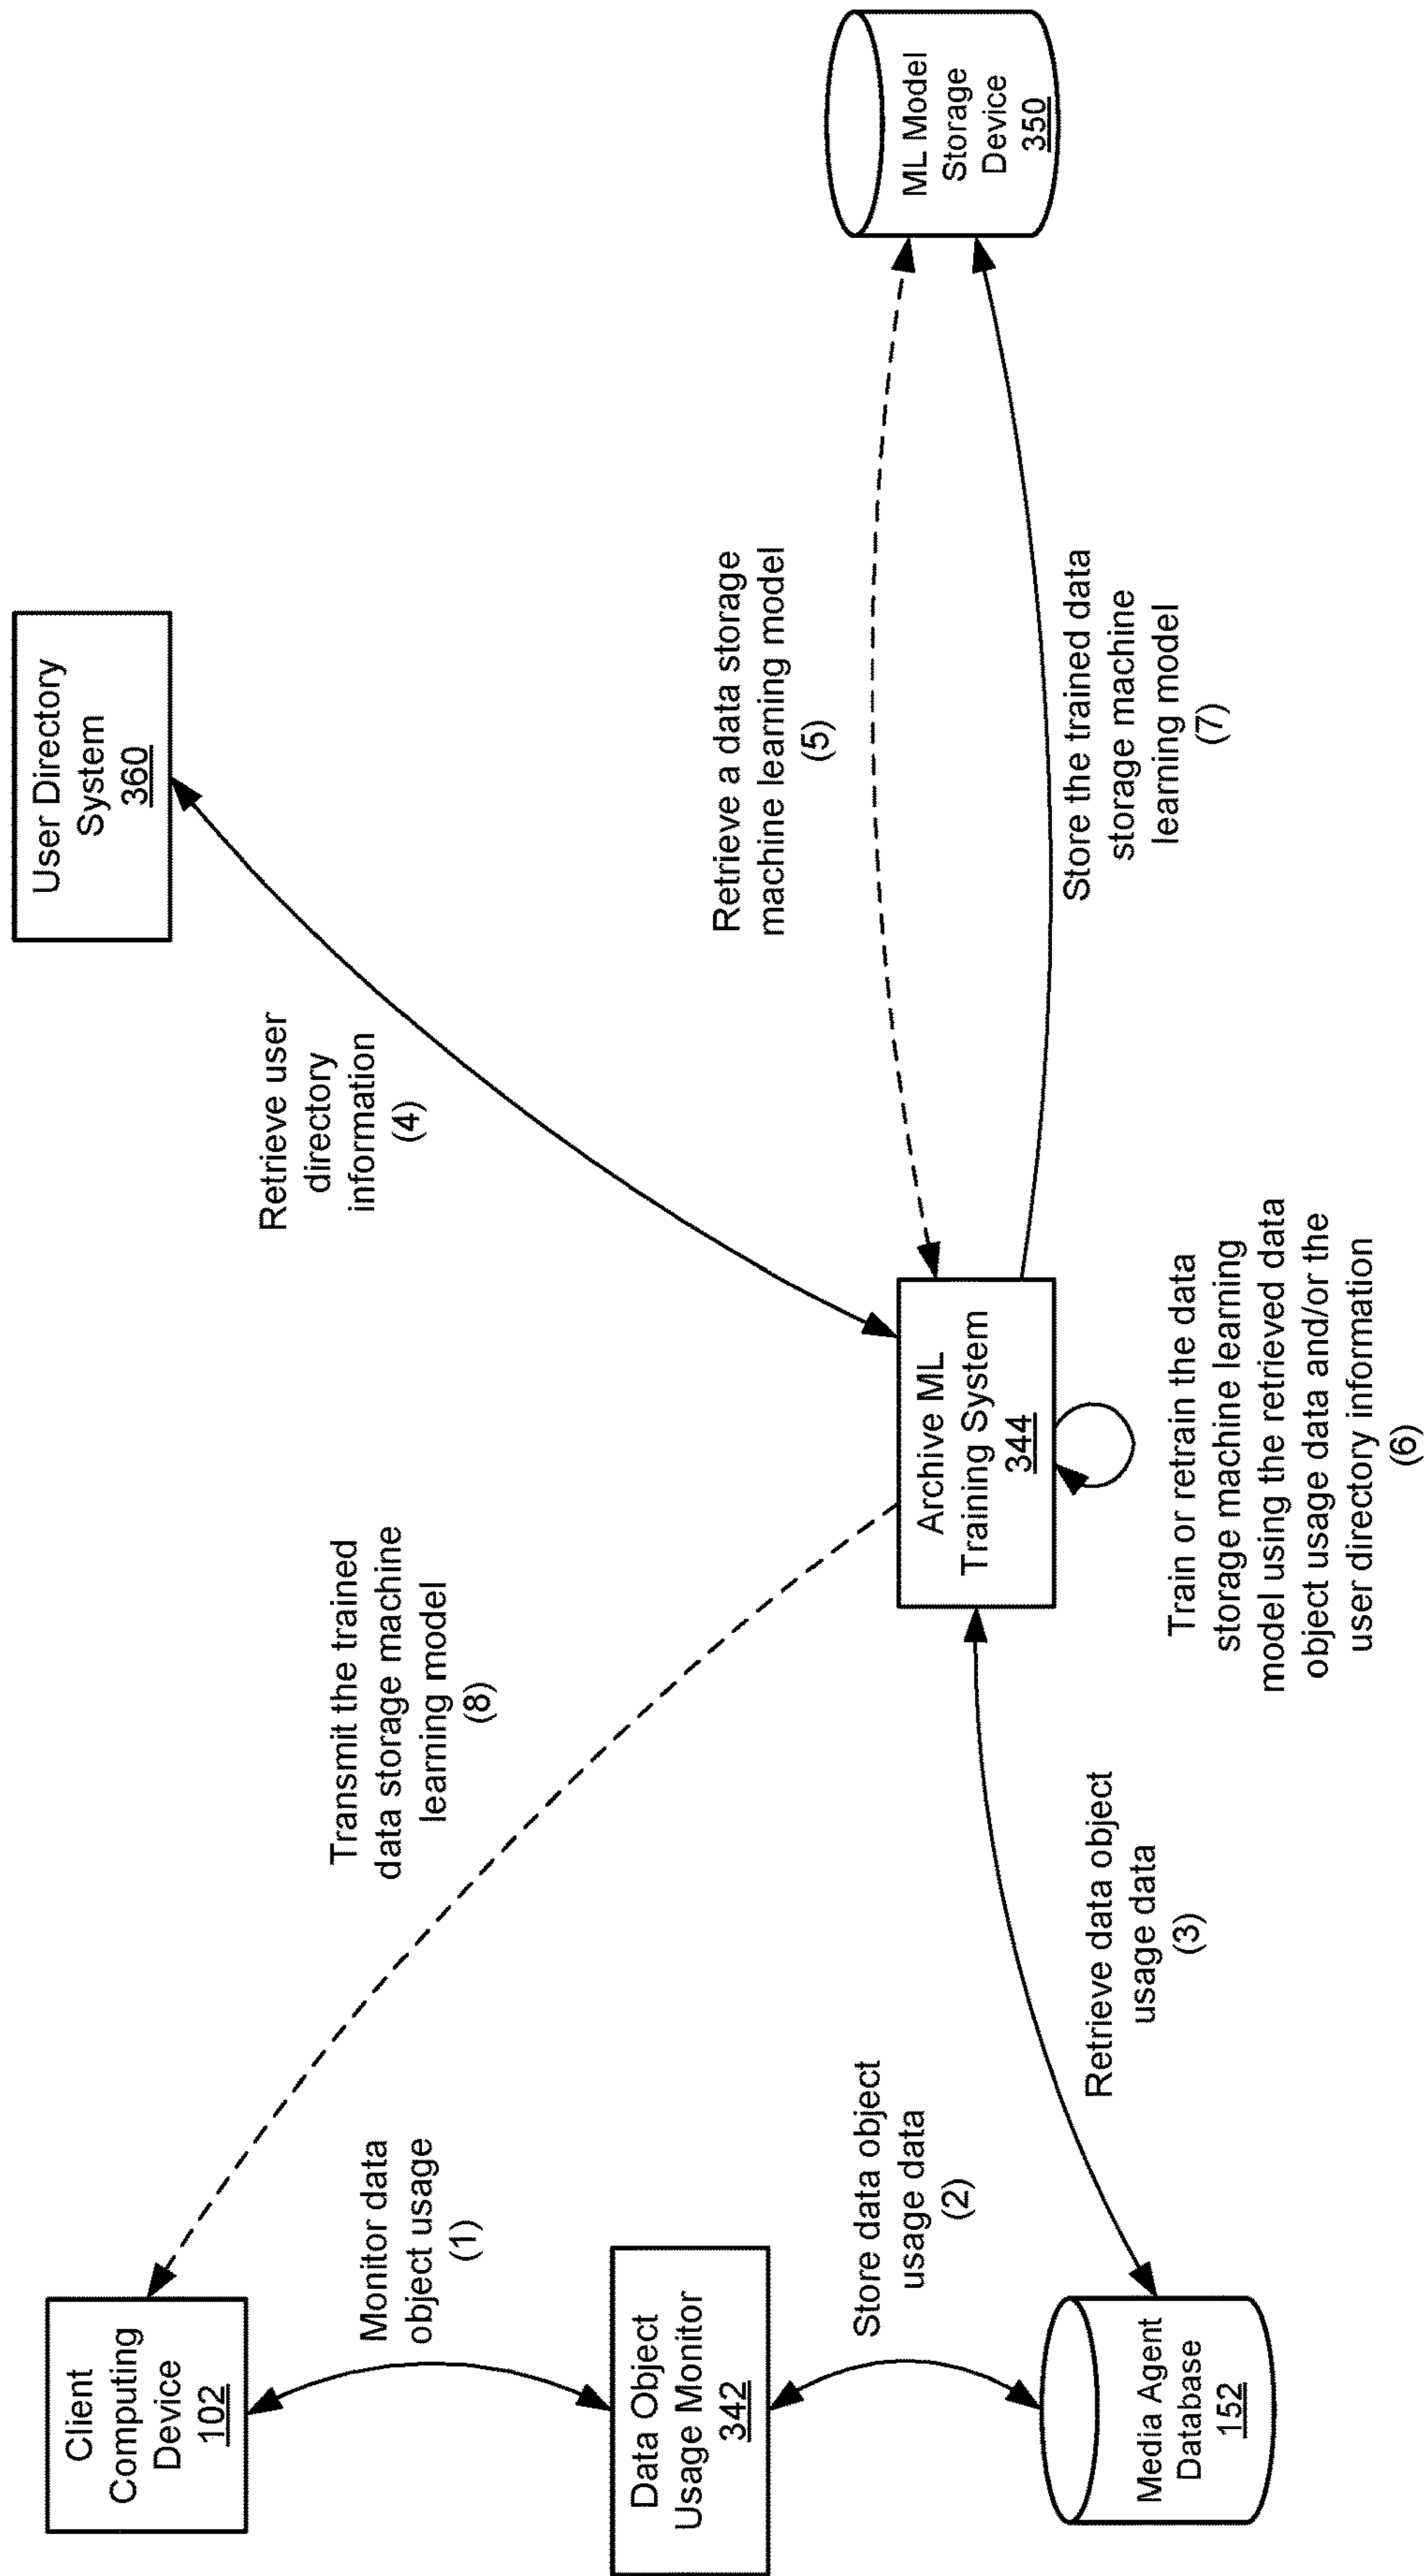 Client
Computing
Device
102
Monitor data
object usage
(1)
Data Object
Usage Monitor
342
Store data object
usage data
(2)
Media Agent
Database
152
Retrieve data object
usage data
(3)
Transmit the trained
data storage machine
learning model
(8)
Archive ML
Training System
344
Train or retrain the data
storage machine learning
model using the retrieved data
object usage data and/or the
user directory information
(6)
Retrieve user
directory
information
(4)
User Directory
System
360
Retrieve a data storage
machine learning model
(5)
Store the trained data
storage machine
learning model
(7)
ML Model
Storage
Device
350